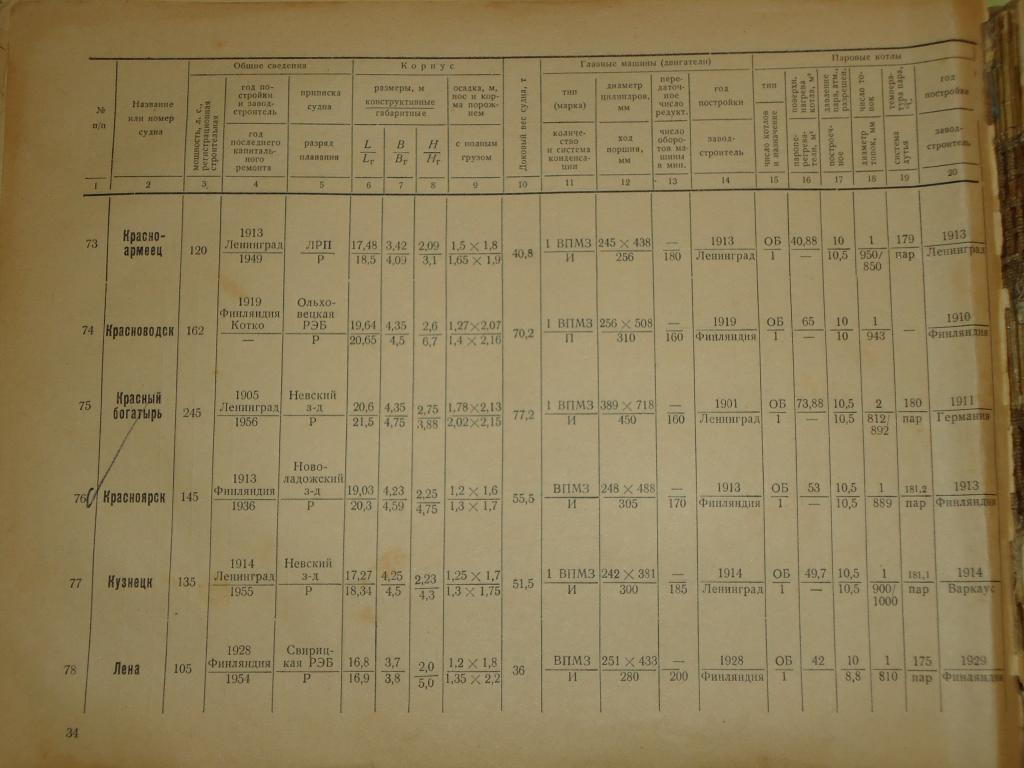 Общие сведения Корпус Главные машины (двигатели) Паровые котлы
№ п/п
Название или номер судна
мощность, л. с., регистрационная строительная
год постройки и завод-строитель
год последнего капитального ремонта
приписка судна
разряд плавания
размеры, м
конструктивные
габаритные
L B H
Lг Bг Hг
осадка, м, нос и корма порожнем
с полным грузом
Доковый вес судна, т
тип (марка)
количество и система конденсации
диаметр цилиндров, мм
ход поршня, мм
передаточное число редукт.
число оборотов машины в мин.
год постройки
завод-строитель
тип
число котлов и назначение
поверхн. нагрева котла, м²
паропегревателя, м²
давление пара, атм., разрешен.
построечное
число топок
диаметр топок, мм
температура пара, °C
система дутья
год постройки
завод-строитель
1 2 3 4 5 6 7 8 9 10 11 12 13 14 15 16 17 18 19 20
73 Красно-армеец 120 1913 Ленинград ЛРП 17,48 3,42 2,09 1,5 × 1,8 40,8 1 ВПМЗ 245 × 438 — 1913 ОБ 40,88 10 1 179 1913
1949 Р 18,5 4,09 3,1 1,65 × 1,9 И 256 180 Ленинград 1 — 10,5 950/850 пар Ленинград
74 Красноводск 162 1919 Финляндия Котко Ольховецкая РЭБ 19,64 4,35 2,6 1,27×2,07 70,2 1 ВПМЗ 256 × 508 — 1919 ОБ 65 10 1 — 1910
— Р 20,65 4,5 6,7 1,4 × 2,16 П 310 160 Финляндия 1 — 10 943 Финляндия
75 Красный богатырь 245 1905 Ленинград Невский з-д 20,6 4,35 2,75 1,78×2,13 77,2 1 ВПМЗ 389 × 718 — 1901 ОБ 73,88 10,5 2 180 1911
1956 Р 21,5 4,75 3,88 2,02×2,15 И 450 160 Ленинград 1 — 10,5 812/892 пар Германия
76 Красноярск 145 1913 Финляндия Ново-ладожский з-д 19,03 4,23 2,25 1,2 × 1,6 55,5 ВПМЗ 248 × 488 — 1913 ОБ 53 10,5 1 181,2 1913
1936 Р 20,3 4,59 4,75 1,3 × 1,7 И 305 170 Финляндия 1 — 10,5 889 пар Финляндия
77 Кузнецк 135 1914 Ленинград Невский з-д 17,27 4,25 2,23 1,25 × 1,7 51,5 1 ВПМЗ 242 × 381 — 1914 ОБ 49,7 10,5 1 181,1 1914
1955 Р 18,34 4,5 4,3 1,3 × 1,75 И 300 185 Ленинград 1 — 10,5 900/1000 пар Варкаус
78 Лена 105 1928 Финляндия Свирицкая РЭБ 16,8 3,7 2,0 1,2 × 1,8 36 ВПМЗ 251 × 433 — 1928 ОБ 42 10 1 175 1929
1954 Р 16,9 3,8 5,0 1,35 × 2,2 И 280 200 Финляндия 1 8,8 810 пар Финляндия
34